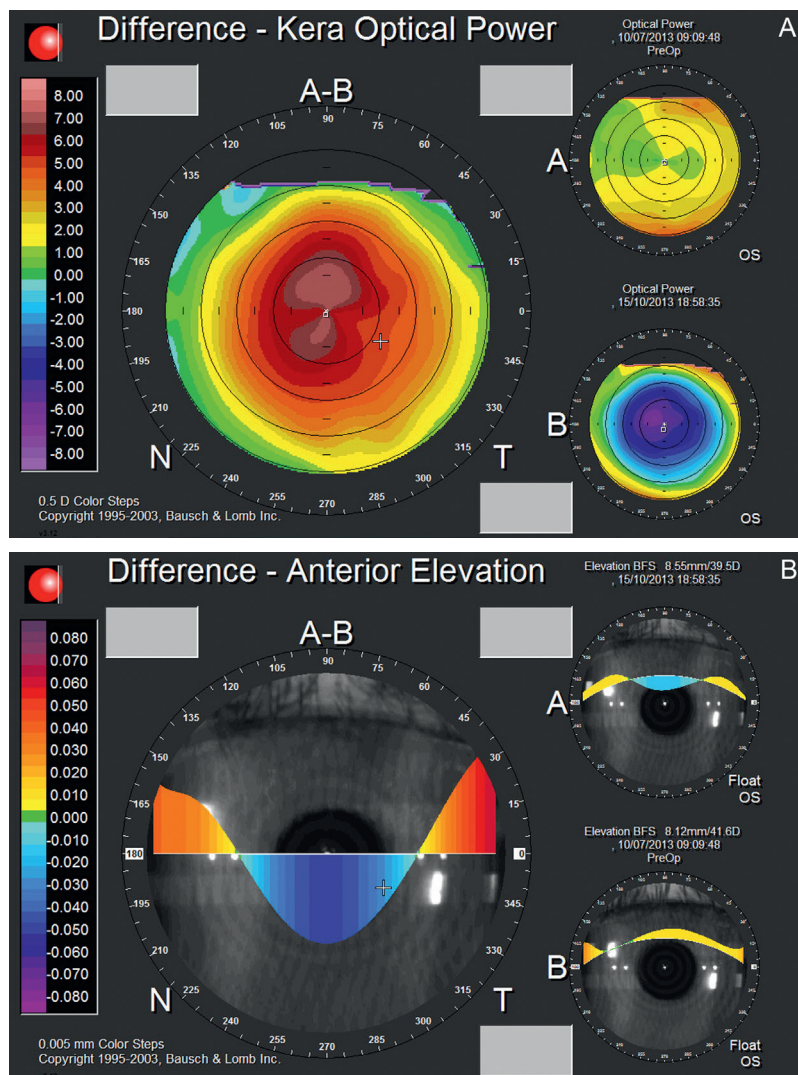 Difference - Kera Optical Power
A
Optical Power
, 10/07/2013 09:09:48
PreOp
A-B
8.00
7.00
6.00
5.00
4.00
3.00
2.00
1.00
0.00
-1.00
-2.00
-3.00
-4.00
-5.00
-6.00
-7.00
-8.00
105
90
75
120
60
135
45
150
30
165
15
180
0
195
345
210
330
225
315
240
300
255
270
285
N
T
A
OS
Optical Power
15/10/2013 18:58:35
B
OS
0.5 D Color Steps
Copyright 1995-2003, Bausch & Lomb Inc.
v3.12
Difference - Anterior Elevation
B
Elevation BFS 8.55mm/39.5D
, 15/10/2013 18:58:35
A-B
0.080
0.070
0.060
0.050
0.040
0.030
0.020
0.010
0.000
-0.010
-0.020
-0.030
-0.040
-0.050
-0.060
-0.070
-0.080
105
90
75
120
60
135
45
150
30
165
15
180
0
195
345
210
330
225
315
240
300
255
270
285
N
T
A
Float
OS
Elevation BFS 8.12mm/41.6D
, 10/07/2013 09:09:48
PreOp
B
Float
OS
0.005 mm Color Steps
Copyright 1995-2003, Bausch & Lomb Inc.